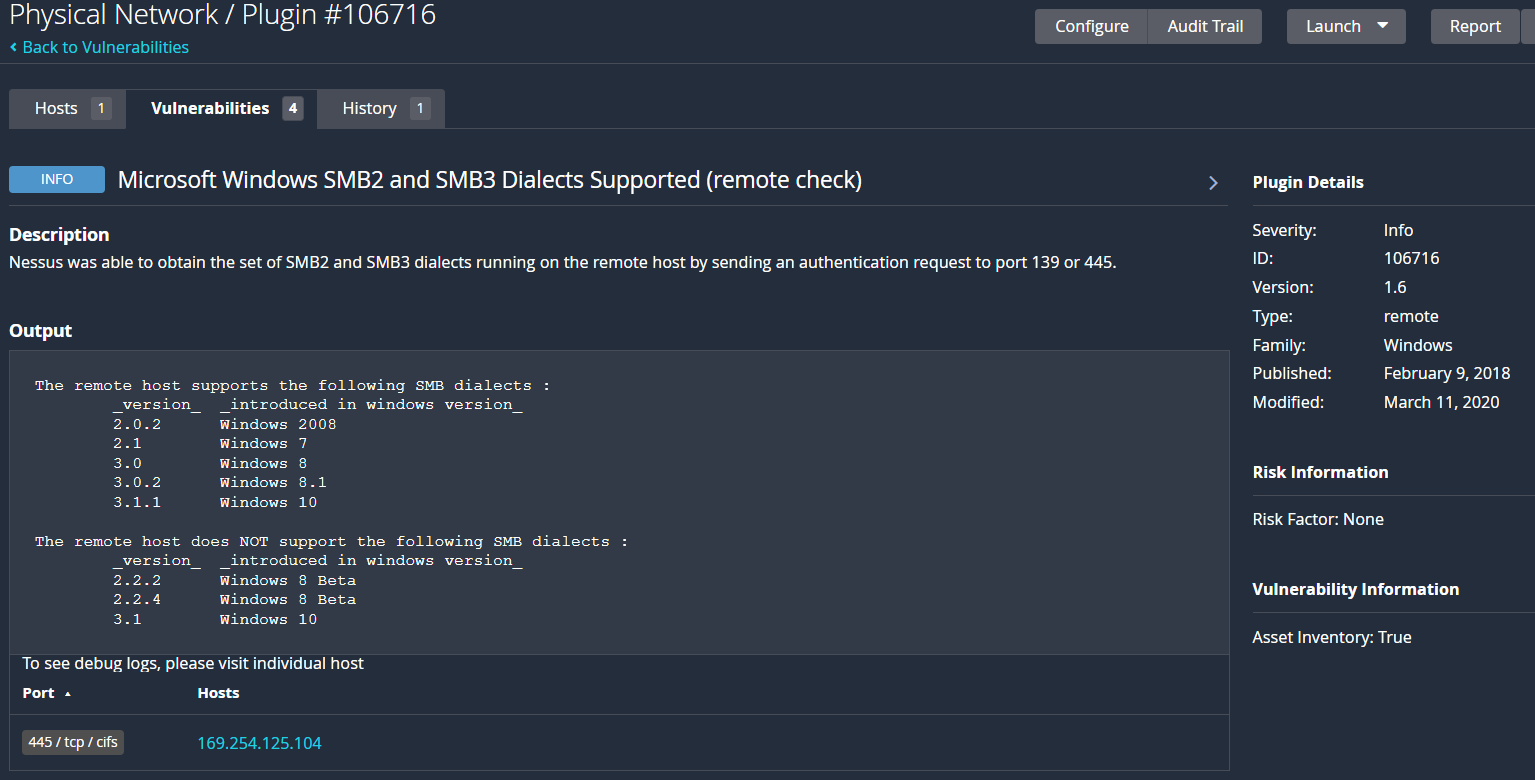 Physical Network / Plugin #106716
Configure Audit Trail Launch Report
‹ Back to Vulnerabilities
Hosts 1 Vulnerabilities 4 History 1
INFO Microsoft Windows SMB2 and SMB3 Dialects Supported (remote check)
Description
Nessus was able to obtain the set of SMB2 and SMB3 dialects running on the remote host by sending an authentication request to port 139 or 445.
Output
The remote host supports the following SMB dialects :
_version_ _introduced in windows version_
2.0.2 Windows 2008
2.1 Windows 7
3.0 Windows 8
3.0.2 Windows 8.1
3.1.1 Windows 10
The remote host does NOT support the following SMB dialects :
_version_ _introduced in windows version_
2.2.2 Windows 8 Beta
2.2.4 Windows 8 Beta
3.1 Windows 10
To see debug logs, please visit individual host
Port Hosts
445 / tcp / cifs 169.254.125.104
Plugin Details
Severity: Info
ID: 106716
Version: 1.6
Type: remote
Family: Windows
Published: February 9, 2018
Modified: March 11, 2020
Risk Information
Risk Factor: None
Vulnerability Information
Asset Inventory: True